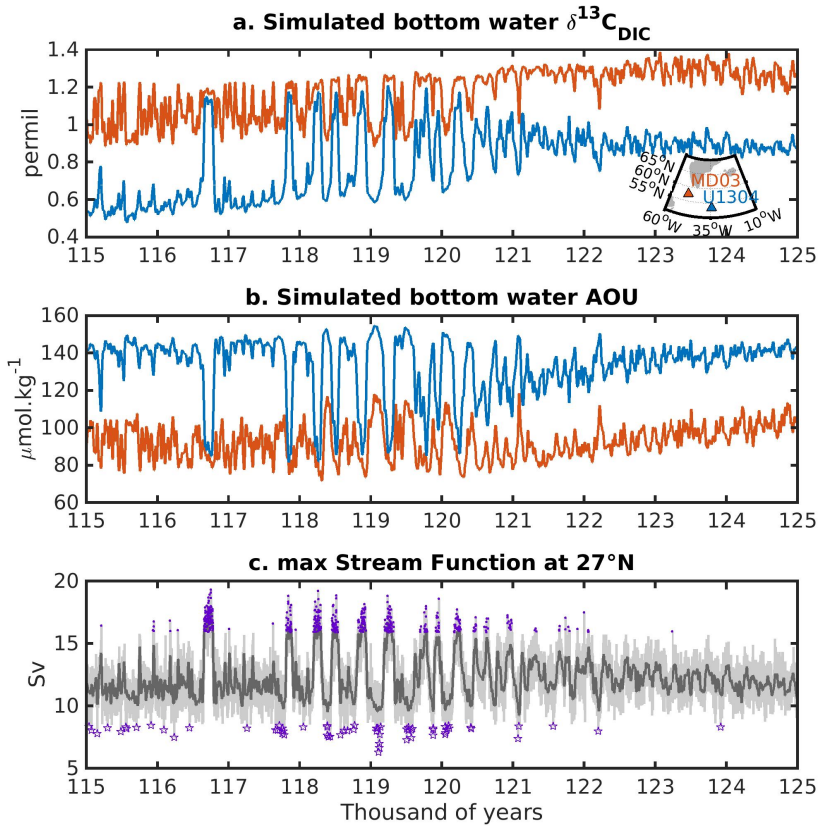 a. Simulated bottom water δ13CDIC
permil
1.4
1.2
1
0.8
0.6
0.4
65°N
60°N
55°N
MD03
U1304
60°W
35°W
10°W
115 116 117 118 119 120 121 122 123 124 125
b. Simulated bottom water AOU
μmol.kg-1
160
140
120
100
80
60
115 116 117 118 119 120 121 122 123 124 125
c. max Stream Function at 27°N
Sv
20
15
10
5
115 116 117 118 119 120 121 122 123 124 125
Thousand of years